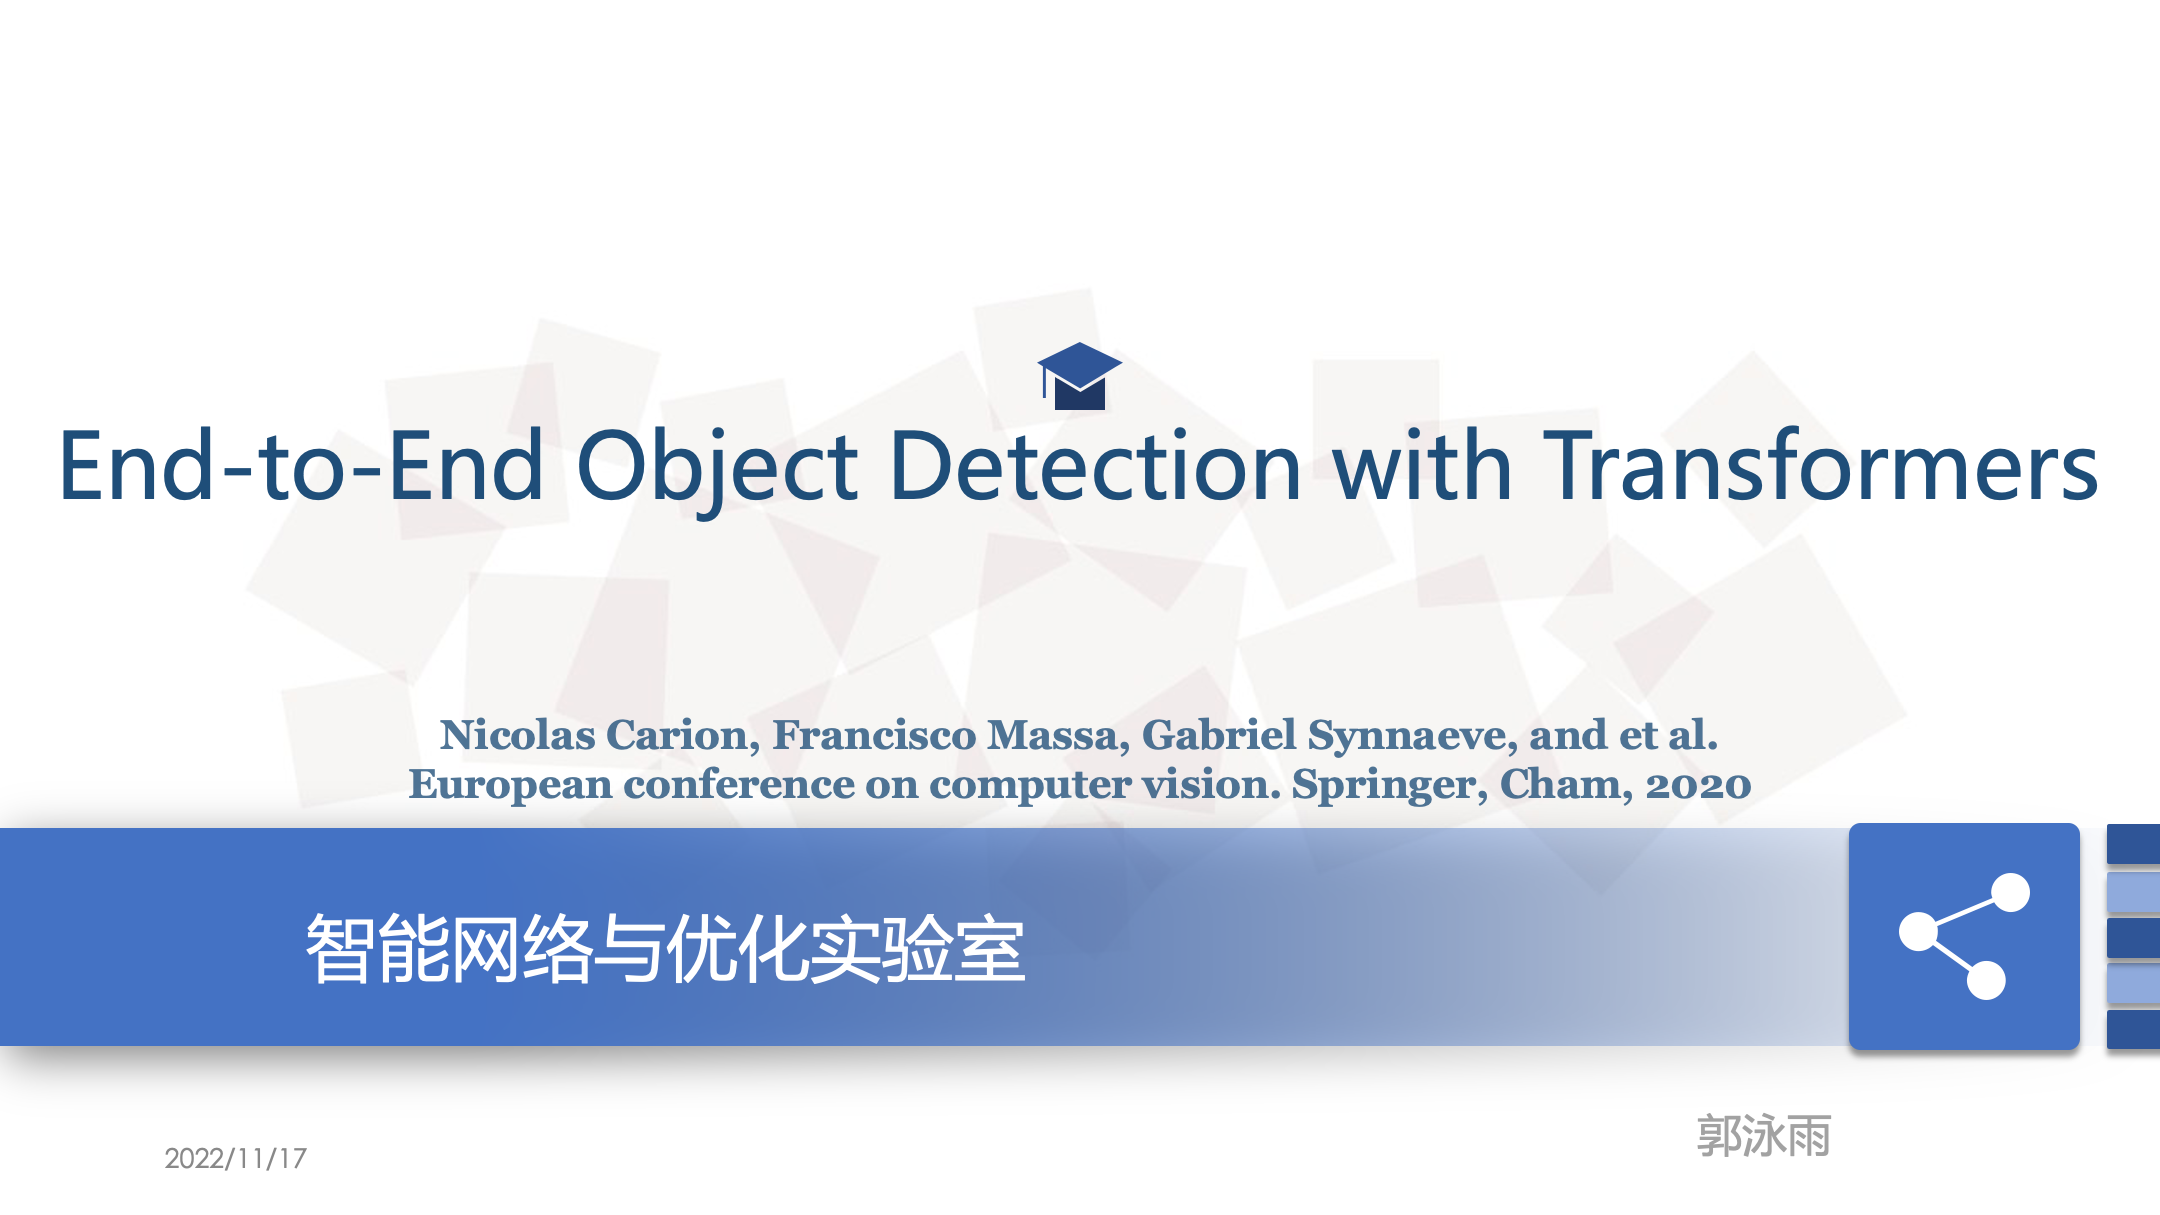 End-to-End Object Detection with Transformers
Nicolas Carion, Francisco Massa, Gabriel Synnaeve, and et al.
European conference on computer vision. Springer, Cham, 2020
智能网络与优化实验室
郭泳雨
2022/11/17